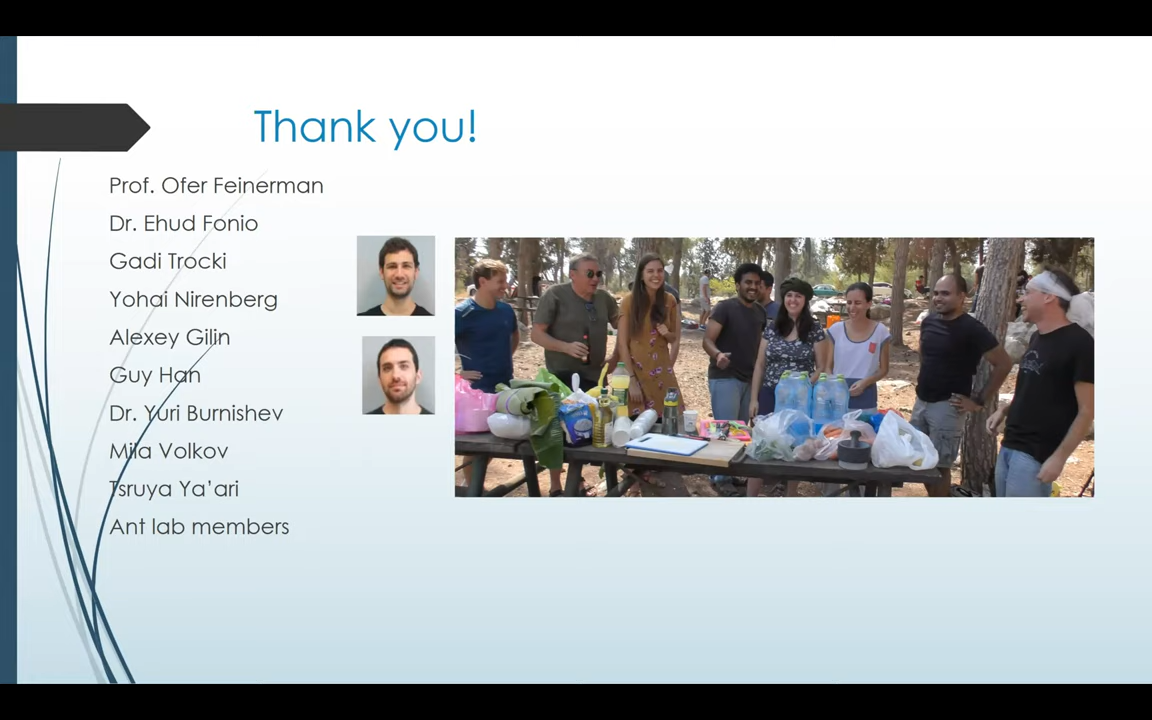 Thank you!
Prof. Ofer Feinerman
Dr. Ehud Fonio
Gadi Trocki
Yohai Nirenberg
Alexey Gilin
Guy Han
Dr. Yuri Burnishev
Mila Volkov
Tsruya Ya’ari
Ant lab members